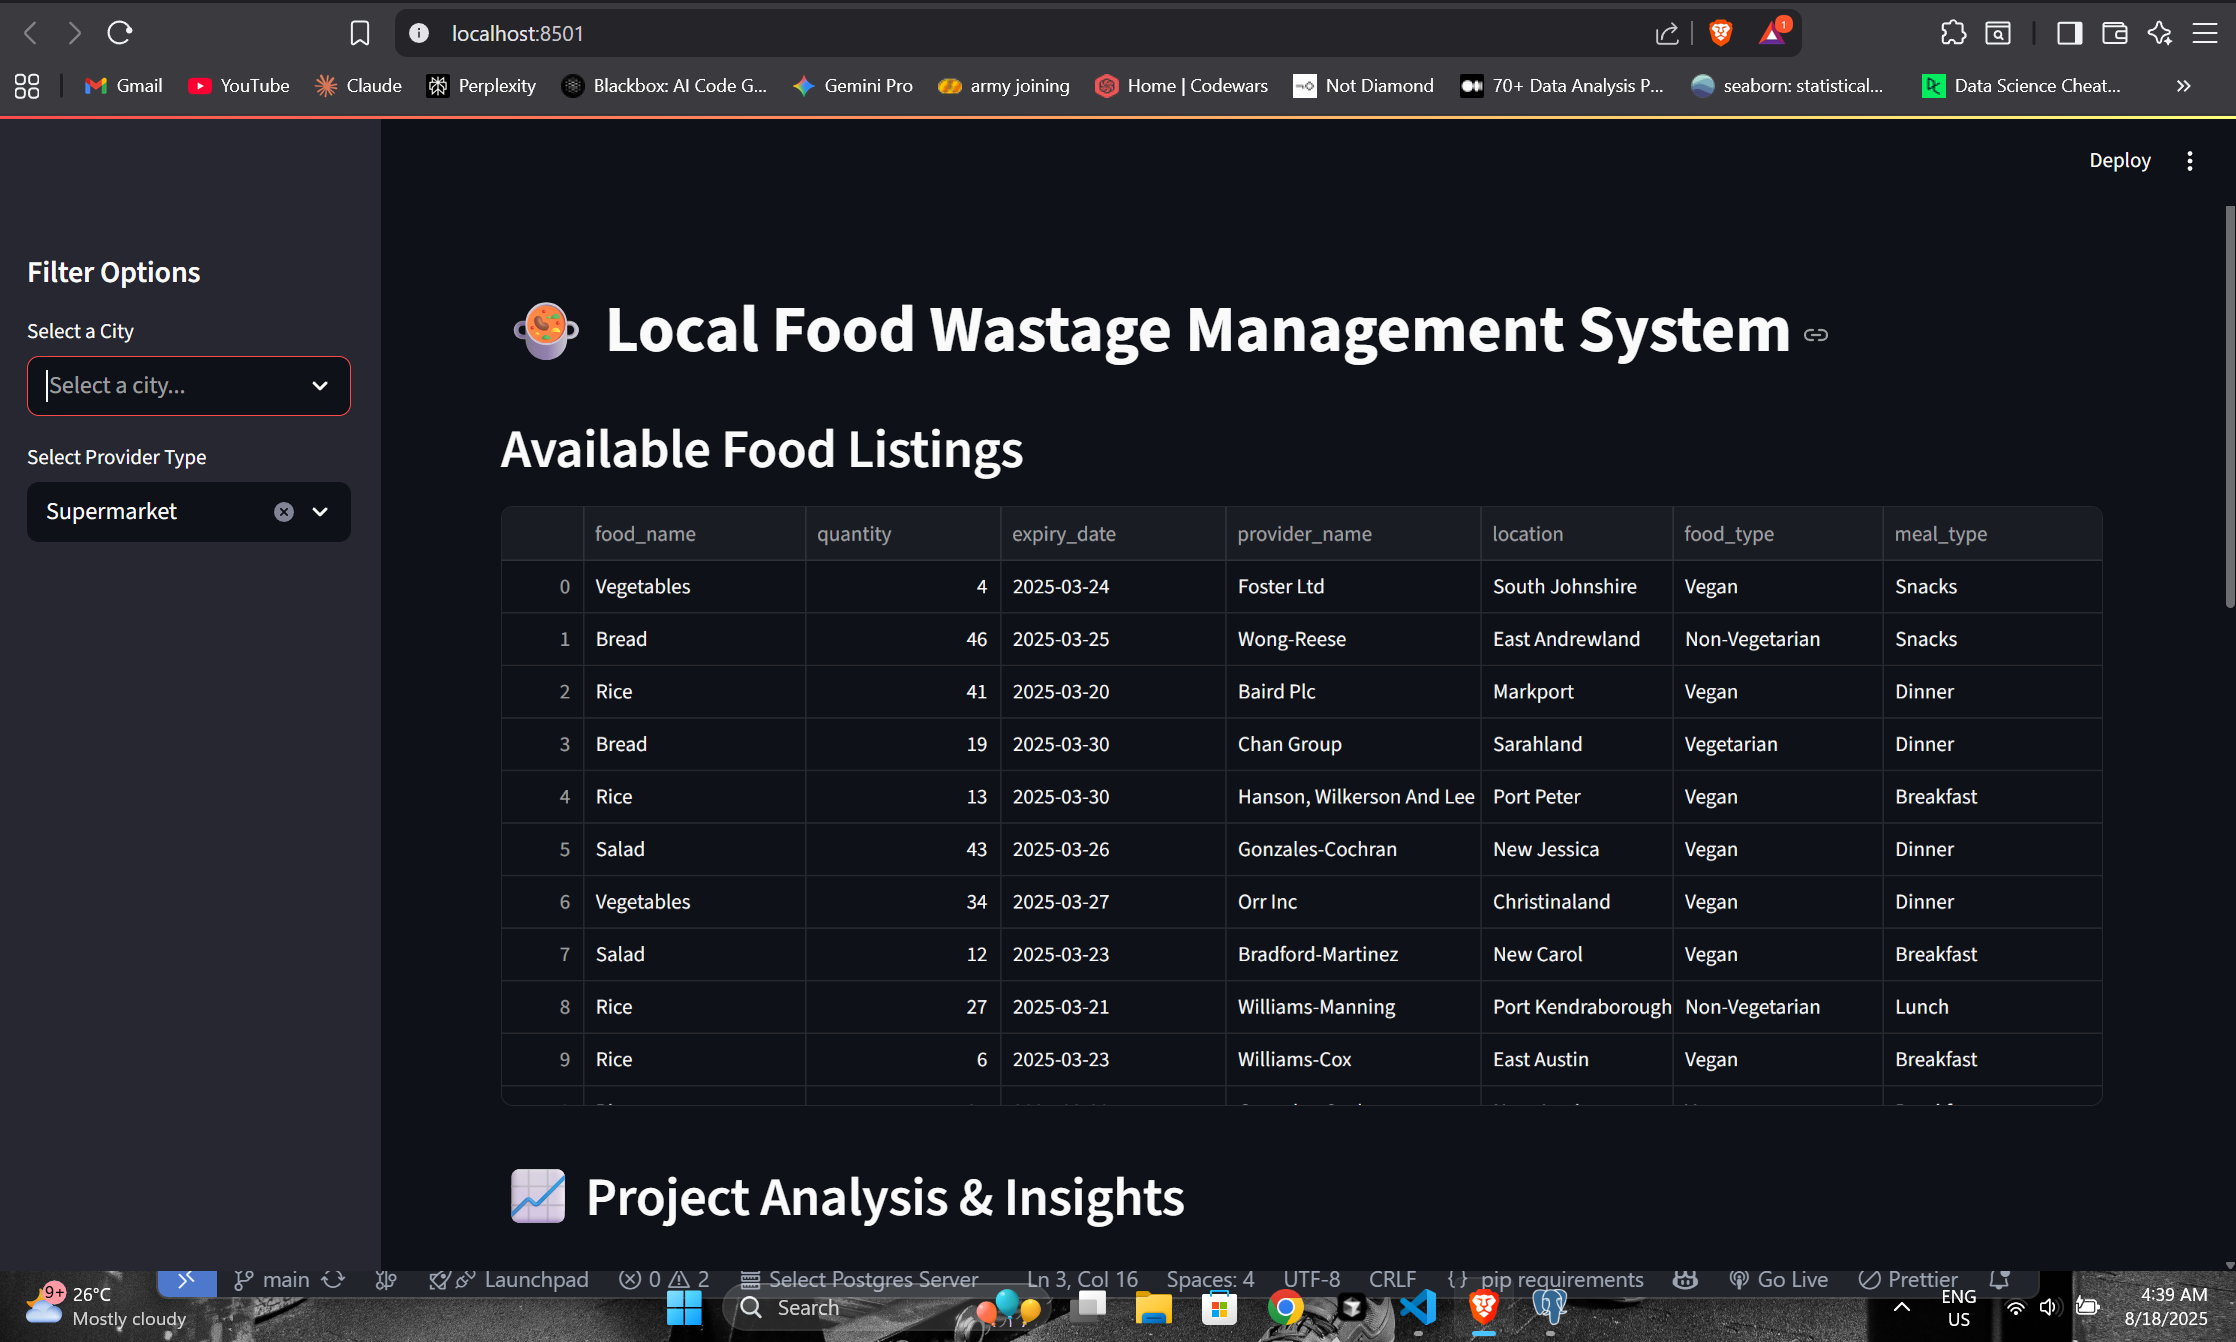 localhost:8501
1
Gmail
YouTube
Claude
Perplexity
Blackbox: AI Code G...
Gemini Pro
army joining
Home | Codewars
Not Diamond
70+ Data Analysis P...
seaborn: statistical...
Data Science Cheat...
Deploy
Filter Options
Select a City
Select a city...
Select Provider Type
Supermarket
Local Food Wastage Management System
Available Food Listings
food_name quantity expiry_date provider_name location food_type meal_type
0 Vegetables 4 2025-03-24 Foster Ltd South Johnshire Vegan Snacks
1 Bread 46 2025-03-25 Wong-Reese East Andrewland Non-Vegetarian Snacks
2 Rice 41 2025-03-20 Baird Plc Markport Vegan Dinner
3 Bread 19 2025-03-30 Chan Group Sarahland Vegetarian Dinner
4 Rice 13 2025-03-30 Hanson, Wilkerson And Lee Port Peter Vegan Breakfast
5 Salad 43 2025-03-26 Gonzales-Cochran New Jessica Vegan Dinner
6 Vegetables 34 2025-03-27 Orr Inc Christinaland Vegan Dinner
7 Salad 12 2025-03-23 Bradford-Martinez New Carol Vegan Breakfast
8 Rice 27 2025-03-21 Williams-Manning Port Kendraborough Non-Vegetarian Lunch
9 Rice 6 2025-03-23 Williams-Cox East Austin Vegan Breakfast
Project Analysis & Insights
main Launchpad 0 2 Select Postgres Server Ln 3, Col 16 Spaces: 4 UTF-8 CRLF { } pip requirements Go Live Prettier
9+
26°C
Mostly cloudy
Search
ENG
US
4:39 AM
8/18/2025